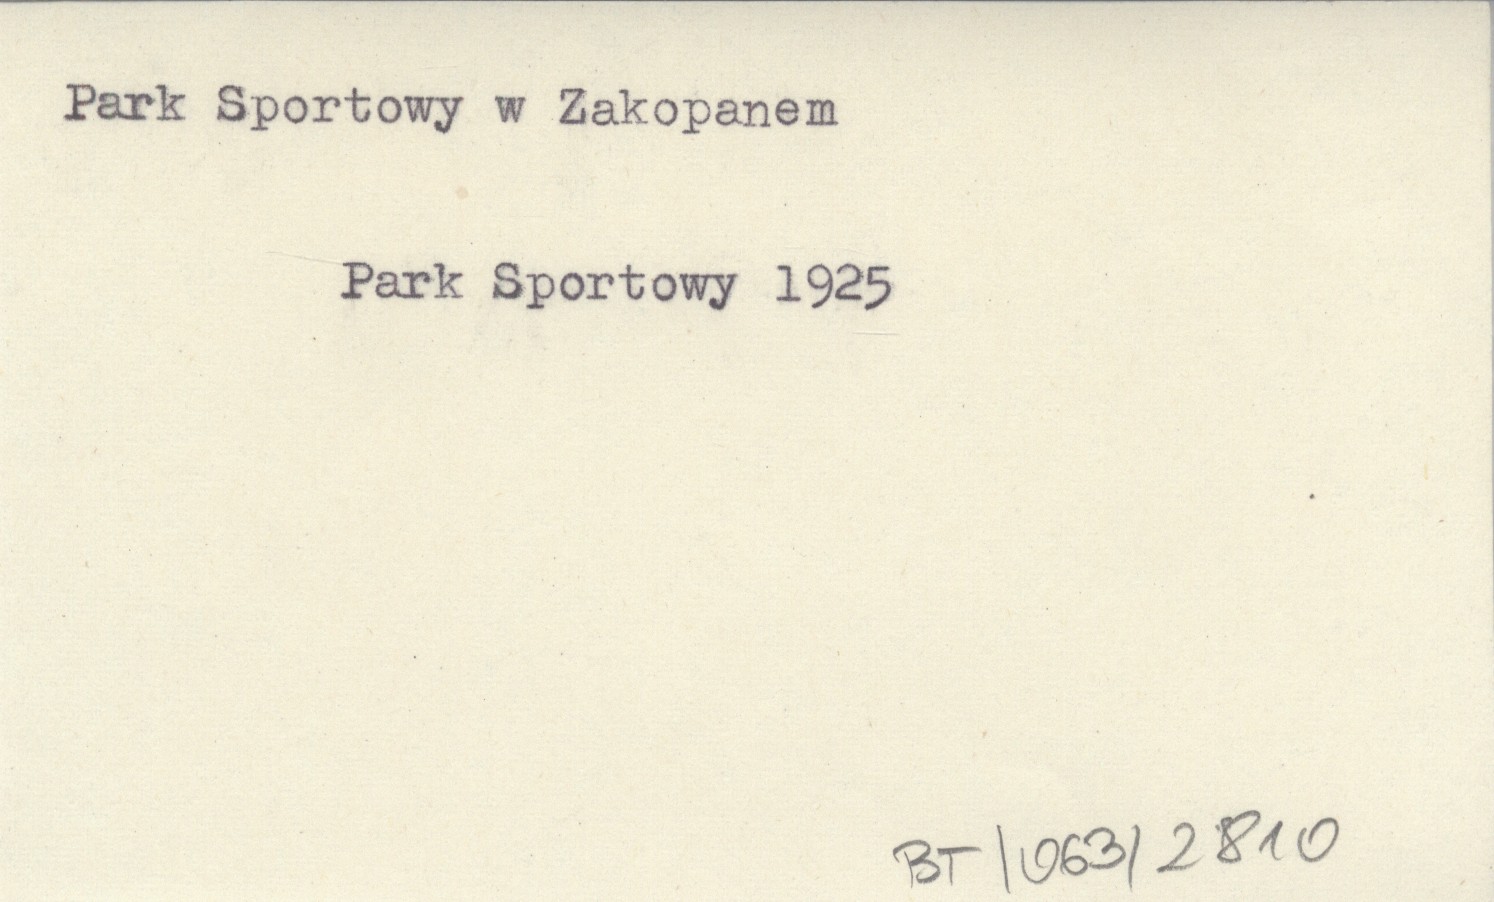 Park Sportowy w Zakopanem
Park Sportowy 1925
BT/063/2810